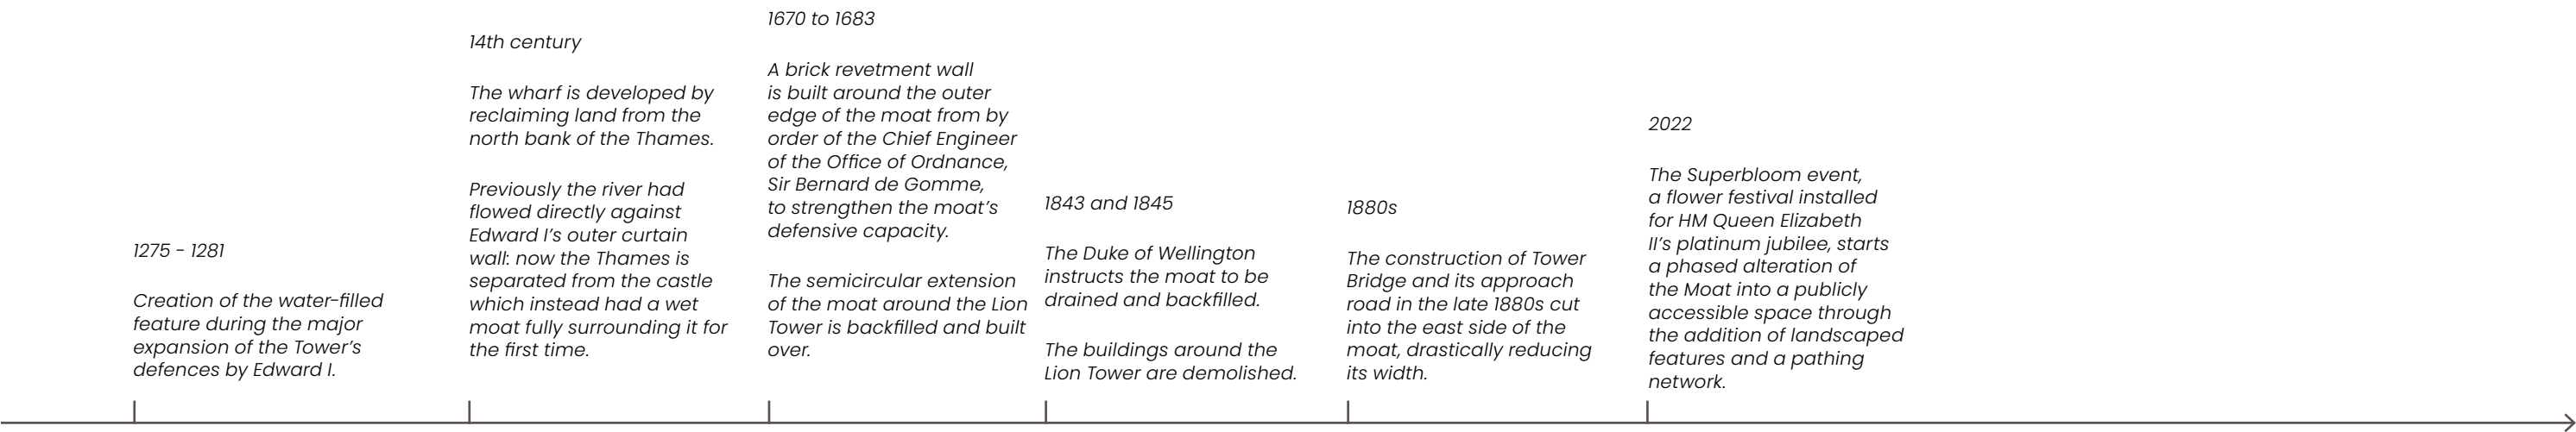 1275 - 1281
Creation of the water-filled
feature during the major
expansion of the Tower's
defences by Edward I.
14th century
The wharf is developed by
reclaiming land from the
north bank of the Thames.
Previously the river had
flowed directly against
Edward I's outer curtain
wall: now the Thames is
separated from the castle
which instead had a wet
moat fully surrounding it for
the first time.
1670 to 1683
A brick revetment wall
is built around the outer
edge of the moat from by
order of the Chief Engineer
of the Office of Ordnance,
Sir Bernard de Gomme,
to strengthen the moat's
defensive capacity.
The semicircular extension
of the moat around the Lion
Tower is backfilled and built
over.
1843 and 1845
The Duke of Wellington
instructs the moat to be
drained and backfilled.
The buildings around the
Lion Tower are demolished.
1880s
The construction of Tower
Bridge and its approach
road in the late 1880s cut
into the east side of the
moat, drastically reducing
its width.
2022
The Superbloom event,
a flower festival installed
for HM Queen Elizabeth
II's platinum jubilee, starts
a phased alteration of
the Moat into a publicly
accessible space through
the addition of landscaped
features and a pathing
network.